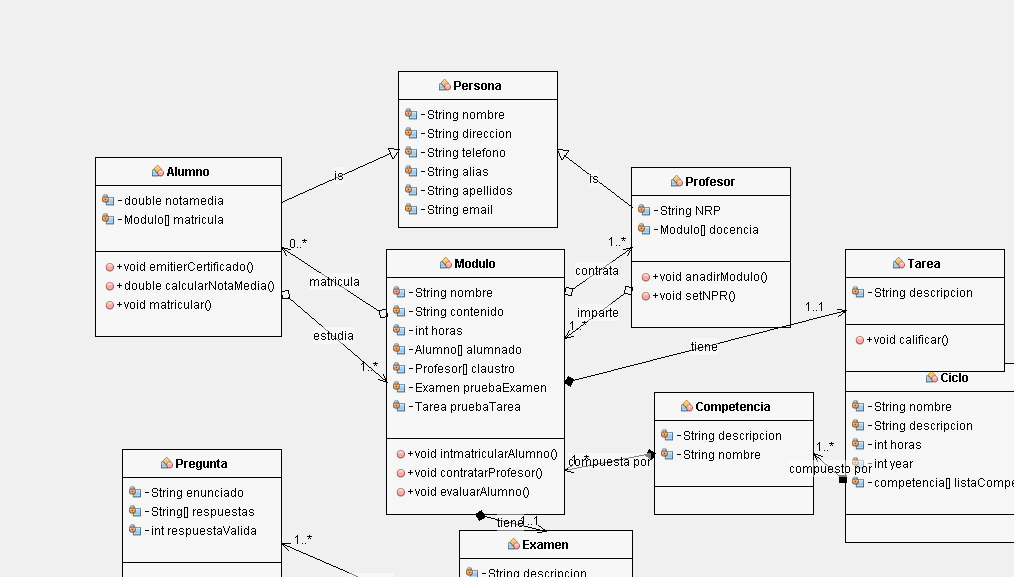 Persona
-String nombre
-String direccion
-String telefono
-String alias
-String apellidos
-String email
Alumno
-double notamedia
-Modulo[] matricula
+void emitierCertificado()
+double calcularNotaMedia()
+void matricular()
is
is
Profesor
-String NRP
-Modulo[] docencia
+void anadirModulo()
+void setNPR()
0..*
matricula
estudia
1..*
1..*
contrata
imparte
1..*
Modulo
-String nombre
-String contenido
-int horas
-Alumno[] alumnado
-Profesor[] claustro
-Examen pruebaExamen
-Tarea pruebaTarea
+void intmatricularAlumno()
+void contratarProfesor()
+void evaluarAlumno()
Tarea
-String descripcion
+void calificar()
1..1
tiene
Ciclo
-String nombre
-String descripcion
-int horas
-int year
-competencia[] listaCompe
Competencia
-String descripcion
-String nombre
1..*
compuesto por
1..*
compuesta por
Pregunta
-String enunciado
-String[] respuestas
-int respuestaValida
1..*
tiene
1..1
Examen
-String descripcion